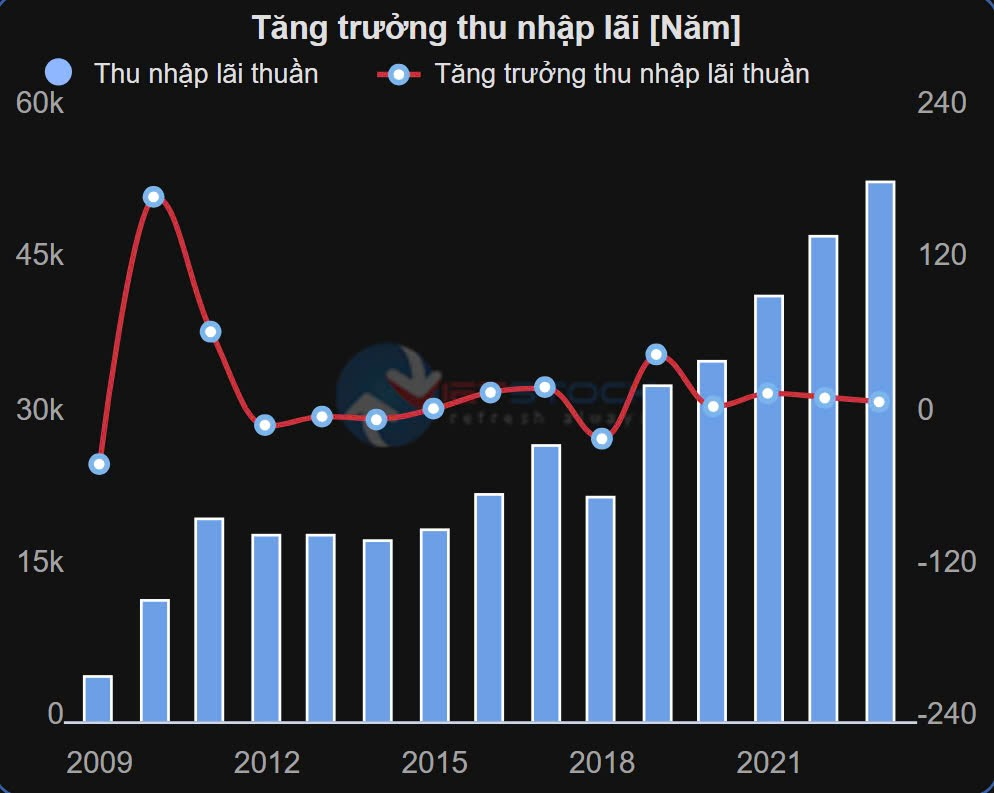 Tăng trưởng thu nhập lãi [Năm]
Thu nhập lãi thuần Tăng trưởng thu nhập lãi thuần
60k 240
45k 120
30k 0
15k -120
0 -240
2009 2012 2015 2018 2021